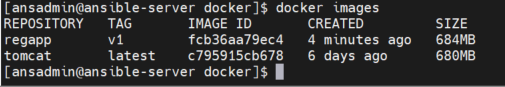 [ansadmin@ansible-server docker]$ docker images
REPOSITORY TAG IMAGE ID CREATED SIZE
regapp v1 fcb36aa79ec4 4 minutes ago 684MB
tomcat latest c795915cb678 6 days ago 680MB
[ansadmin@ansible-server docker]$